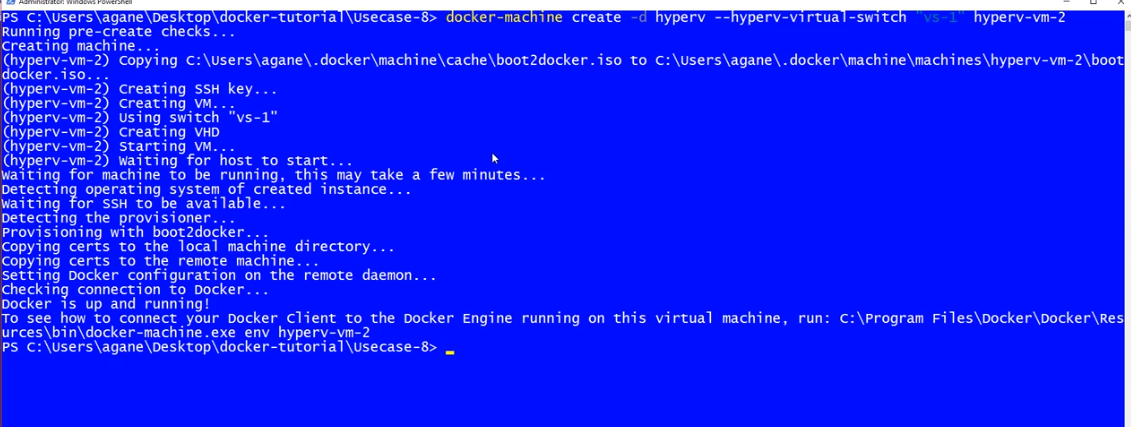 Administrator: Windows PowerShell
PS C:\Users\agane\Desktop\docker-tutorial\Usecase-8> docker-machine create -d hyperv --hyperv-virtual-switch "vs-1" hyperv-vm-2
Running pre-create checks...
Creating machine...
(hyperv-vm-2) Copying C:\Users\agane\.docker\machine\cache\boot2docker.iso to C:\Users\agane\.docker\machine\machines\hyperv-vm-2\boot
docker.iso...
(hyperv-vm-2) Creating SSH key...
(hyperv-vm-2) Creating VM...
(hyperv-vm-2) Using switch "vs-1"
(hyperv-vm-2) Creating VHD
(hyperv-vm-2) Starting VM...
(hyperv-vm-2) Waiting for host to start...
Waiting for machine to be running, this may take a few minutes...
Detecting operating system of created instance...
Waiting for SSH to be available...
Detecting the provisioner...
Provisioning with boot2docker...
Copying certs to the local machine directory...
Copying certs to the remote machine...
Setting Docker configuration on the remote daemon...
Checking connection to Docker...
Docker is up and running!
To see how to connect your Docker Client to the Docker Engine running on this virtual machine, run: C:\Program Files\Docker\Docker\Res
urces\bin\docker-machine.exe env hyperv-vm-2
PS C:\Users\agane\Desktop\docker-tutorial\Usecase-8>